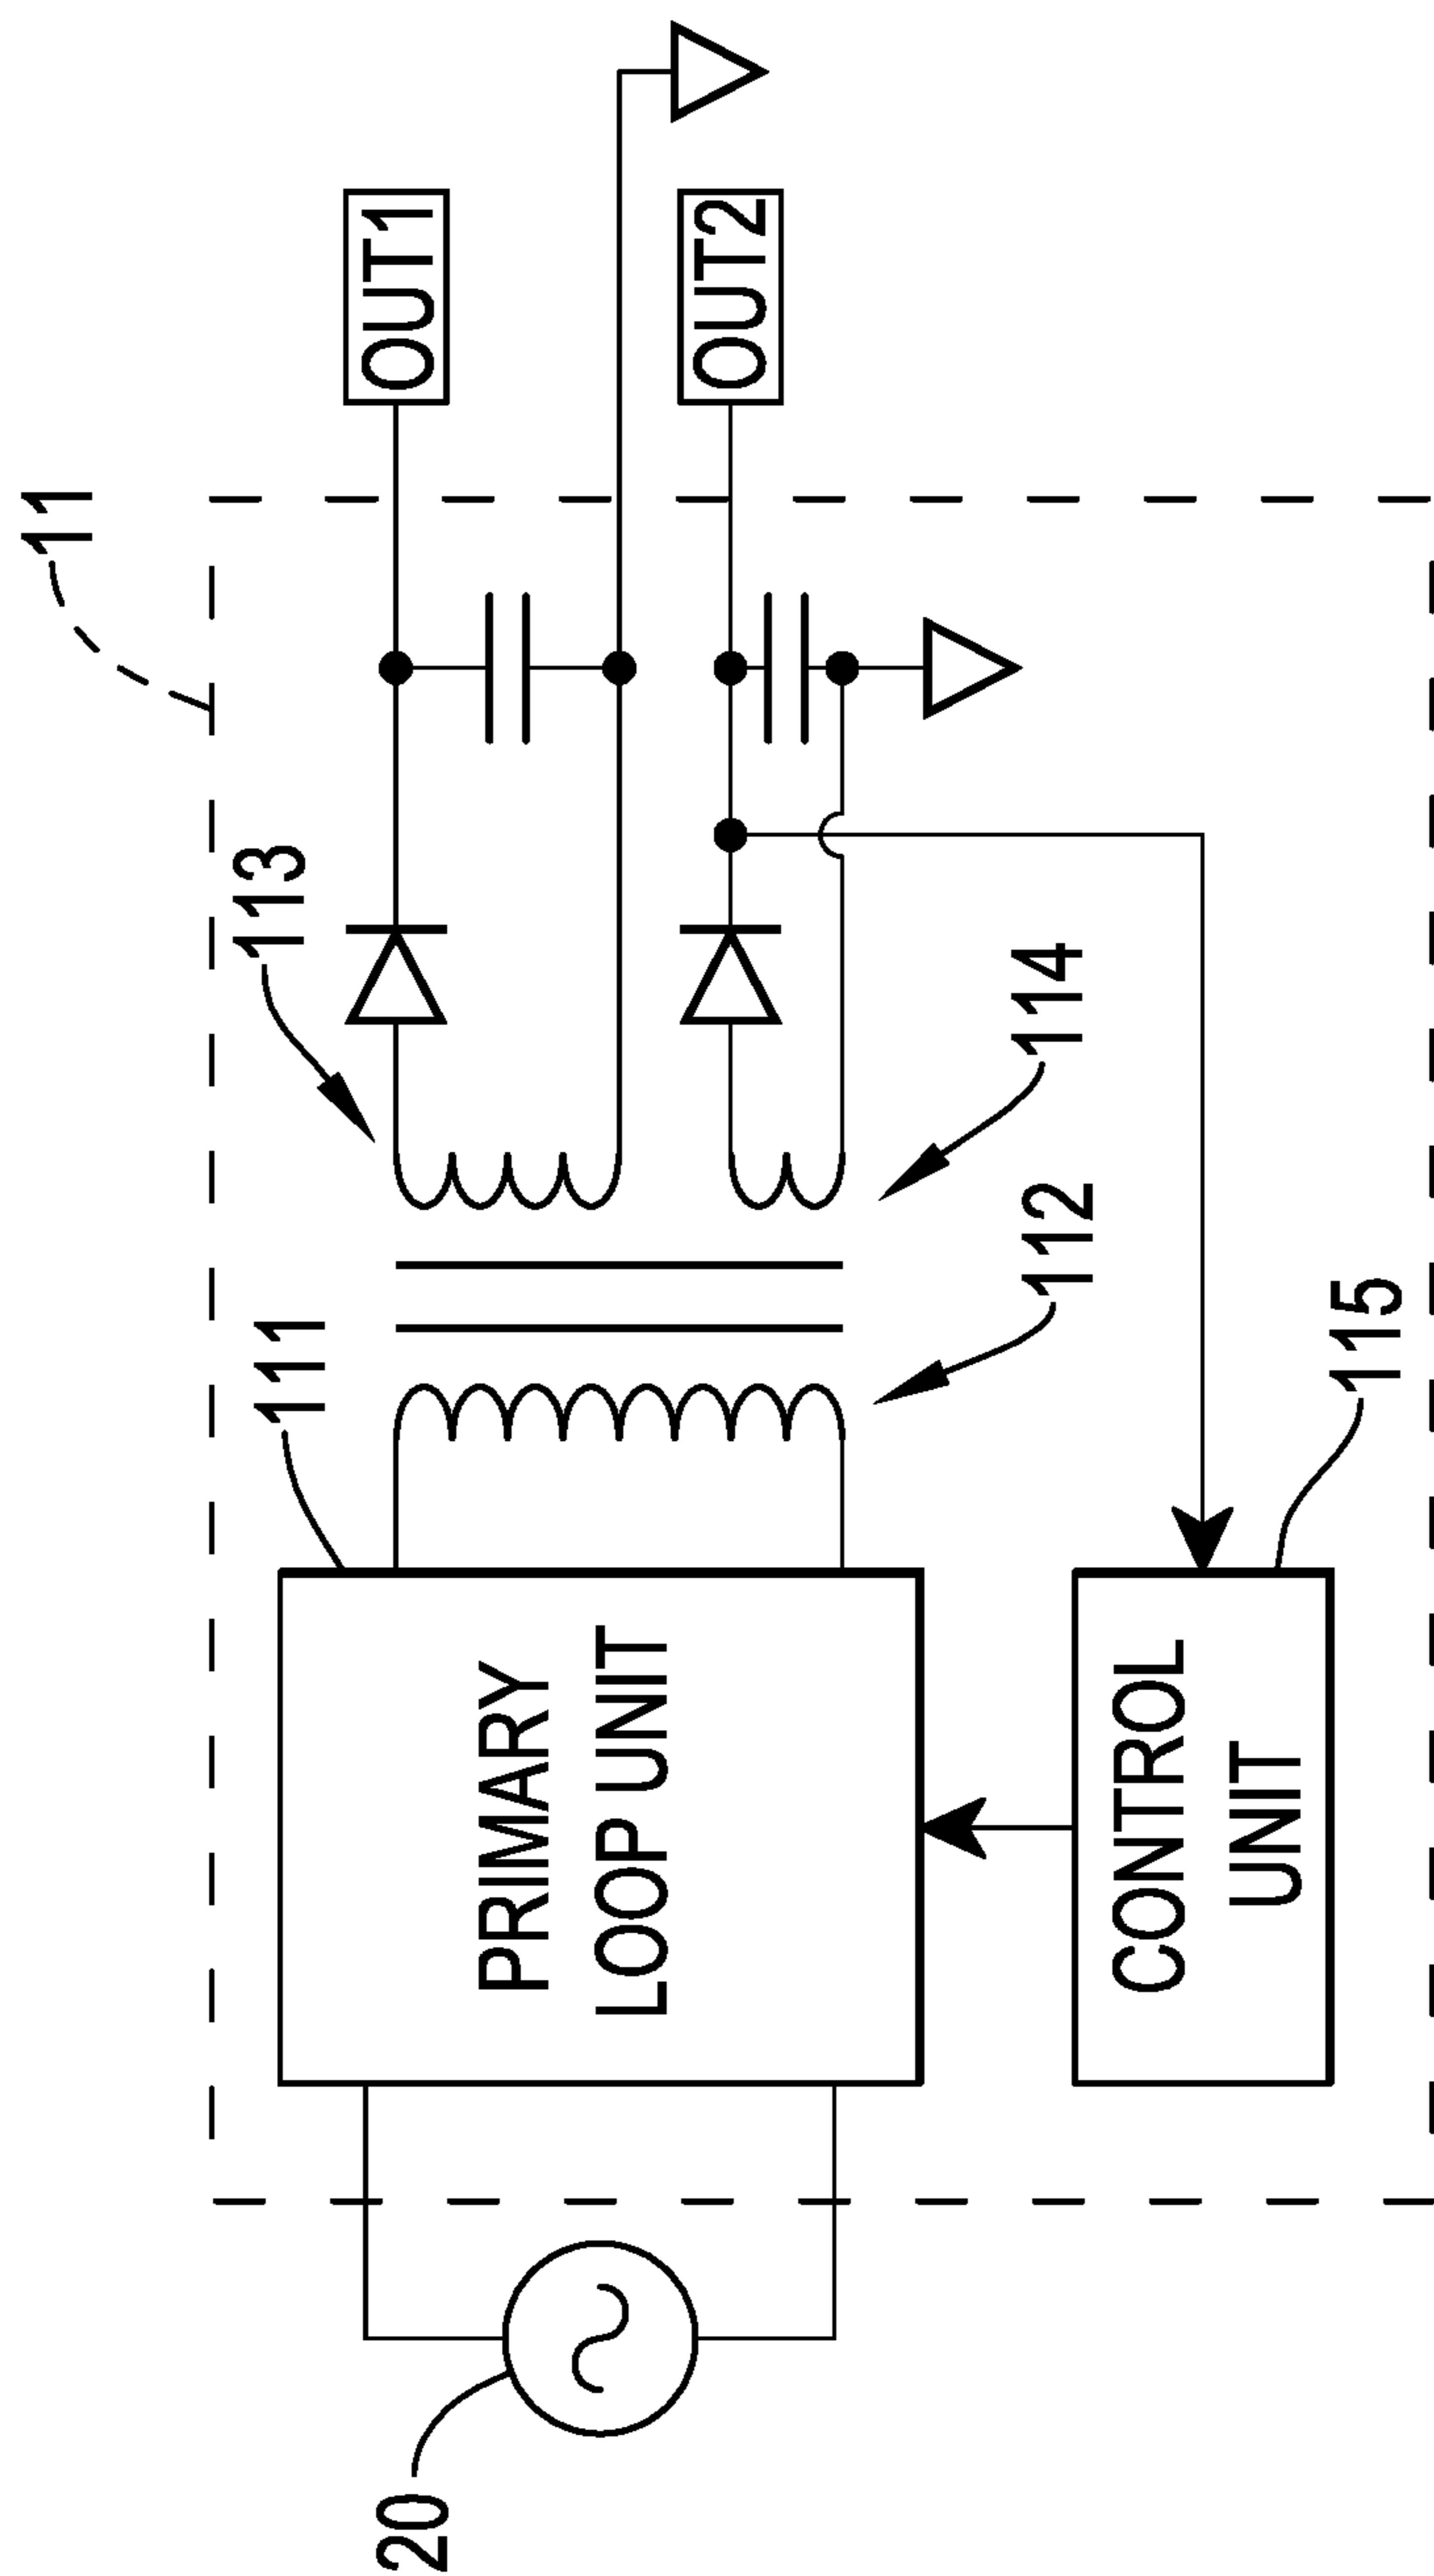 11
111
113
OUT1
20
PRIMARY
LOOP UNIT
112
114
OUT2
CONTROL
UNIT
115